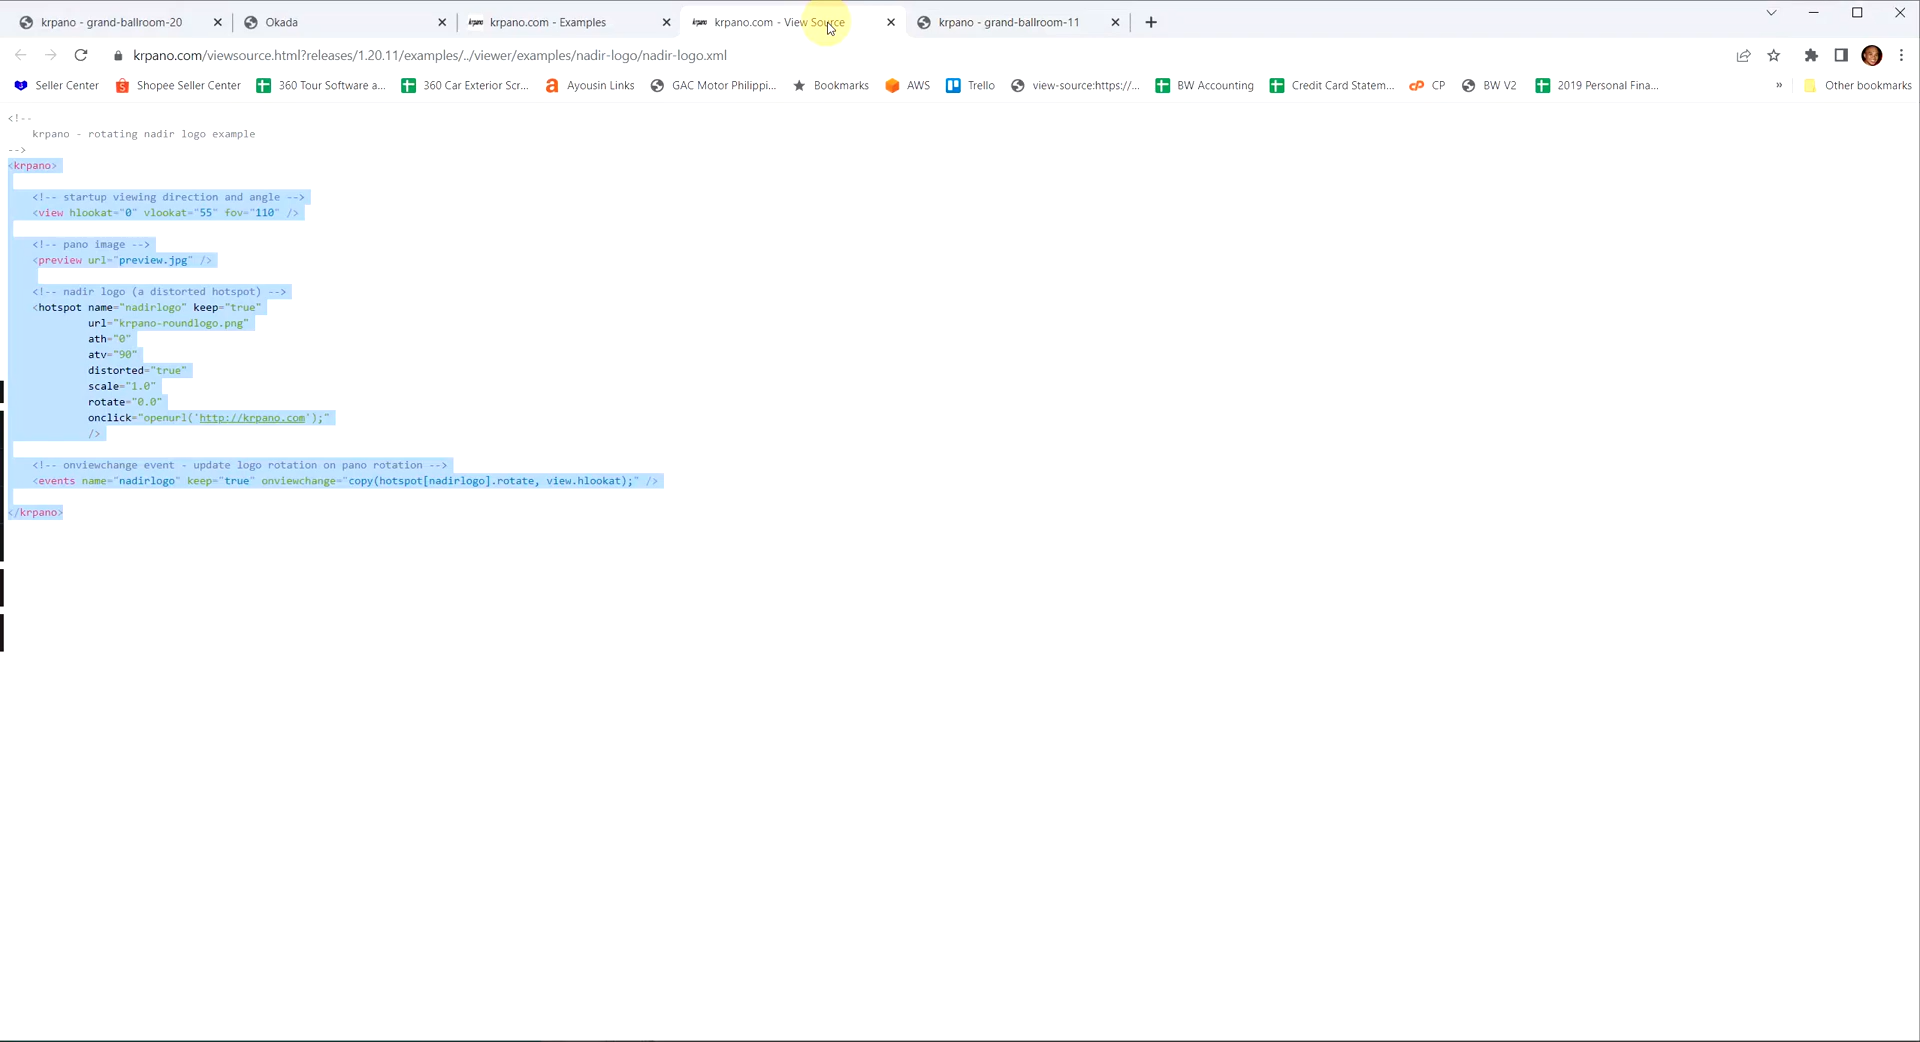 krpano - grand-ballroom-20
Okada
krpano krpano.com - Examples
krpano krpano.com - View Source
krpano - grand-ballroom-11
krpano.com/viewsource.html?releases/1.20.11/examples/../viewer/examples/nadir-logo/nadir-logo.xml
Seller Center
Shopee Seller Center
360 Tour Software a...
360 Car Exterior Scr...
Ayousin Links
GAC Motor Philippi...
Bookmarks
AWS
Trello
view-source:https://...
BW Accounting
Credit Card Statem...
CP
BW V2
2019 Personal Fina...
»
Other bookmarks
<!--
krpano - rotating nadir logo example
-->
<krpano>
<!-- startup viewing direction and angle -->
<view hlookat="0" vlookat="55" fov="110" />
<!-- pano image -->
<preview url="preview.jpg" />
<!-- nadir logo (a distorted hotspot) -->
<hotspot name="nadirlogo" keep="true"
url="krpano-roundlogo.png"
ath="0"
atv="90"
distorted="true"
scale="1.0"
rotate="0.0"
onclick="openurl('http://krpano.com');"
/>
<!-- onviewchange event - update logo rotation on pano rotation -->
<events name="nadirlogo" keep="true" onviewchange="copy(hotspot[nadirlogo].rotate, view.hlookat);" />
</krpano>